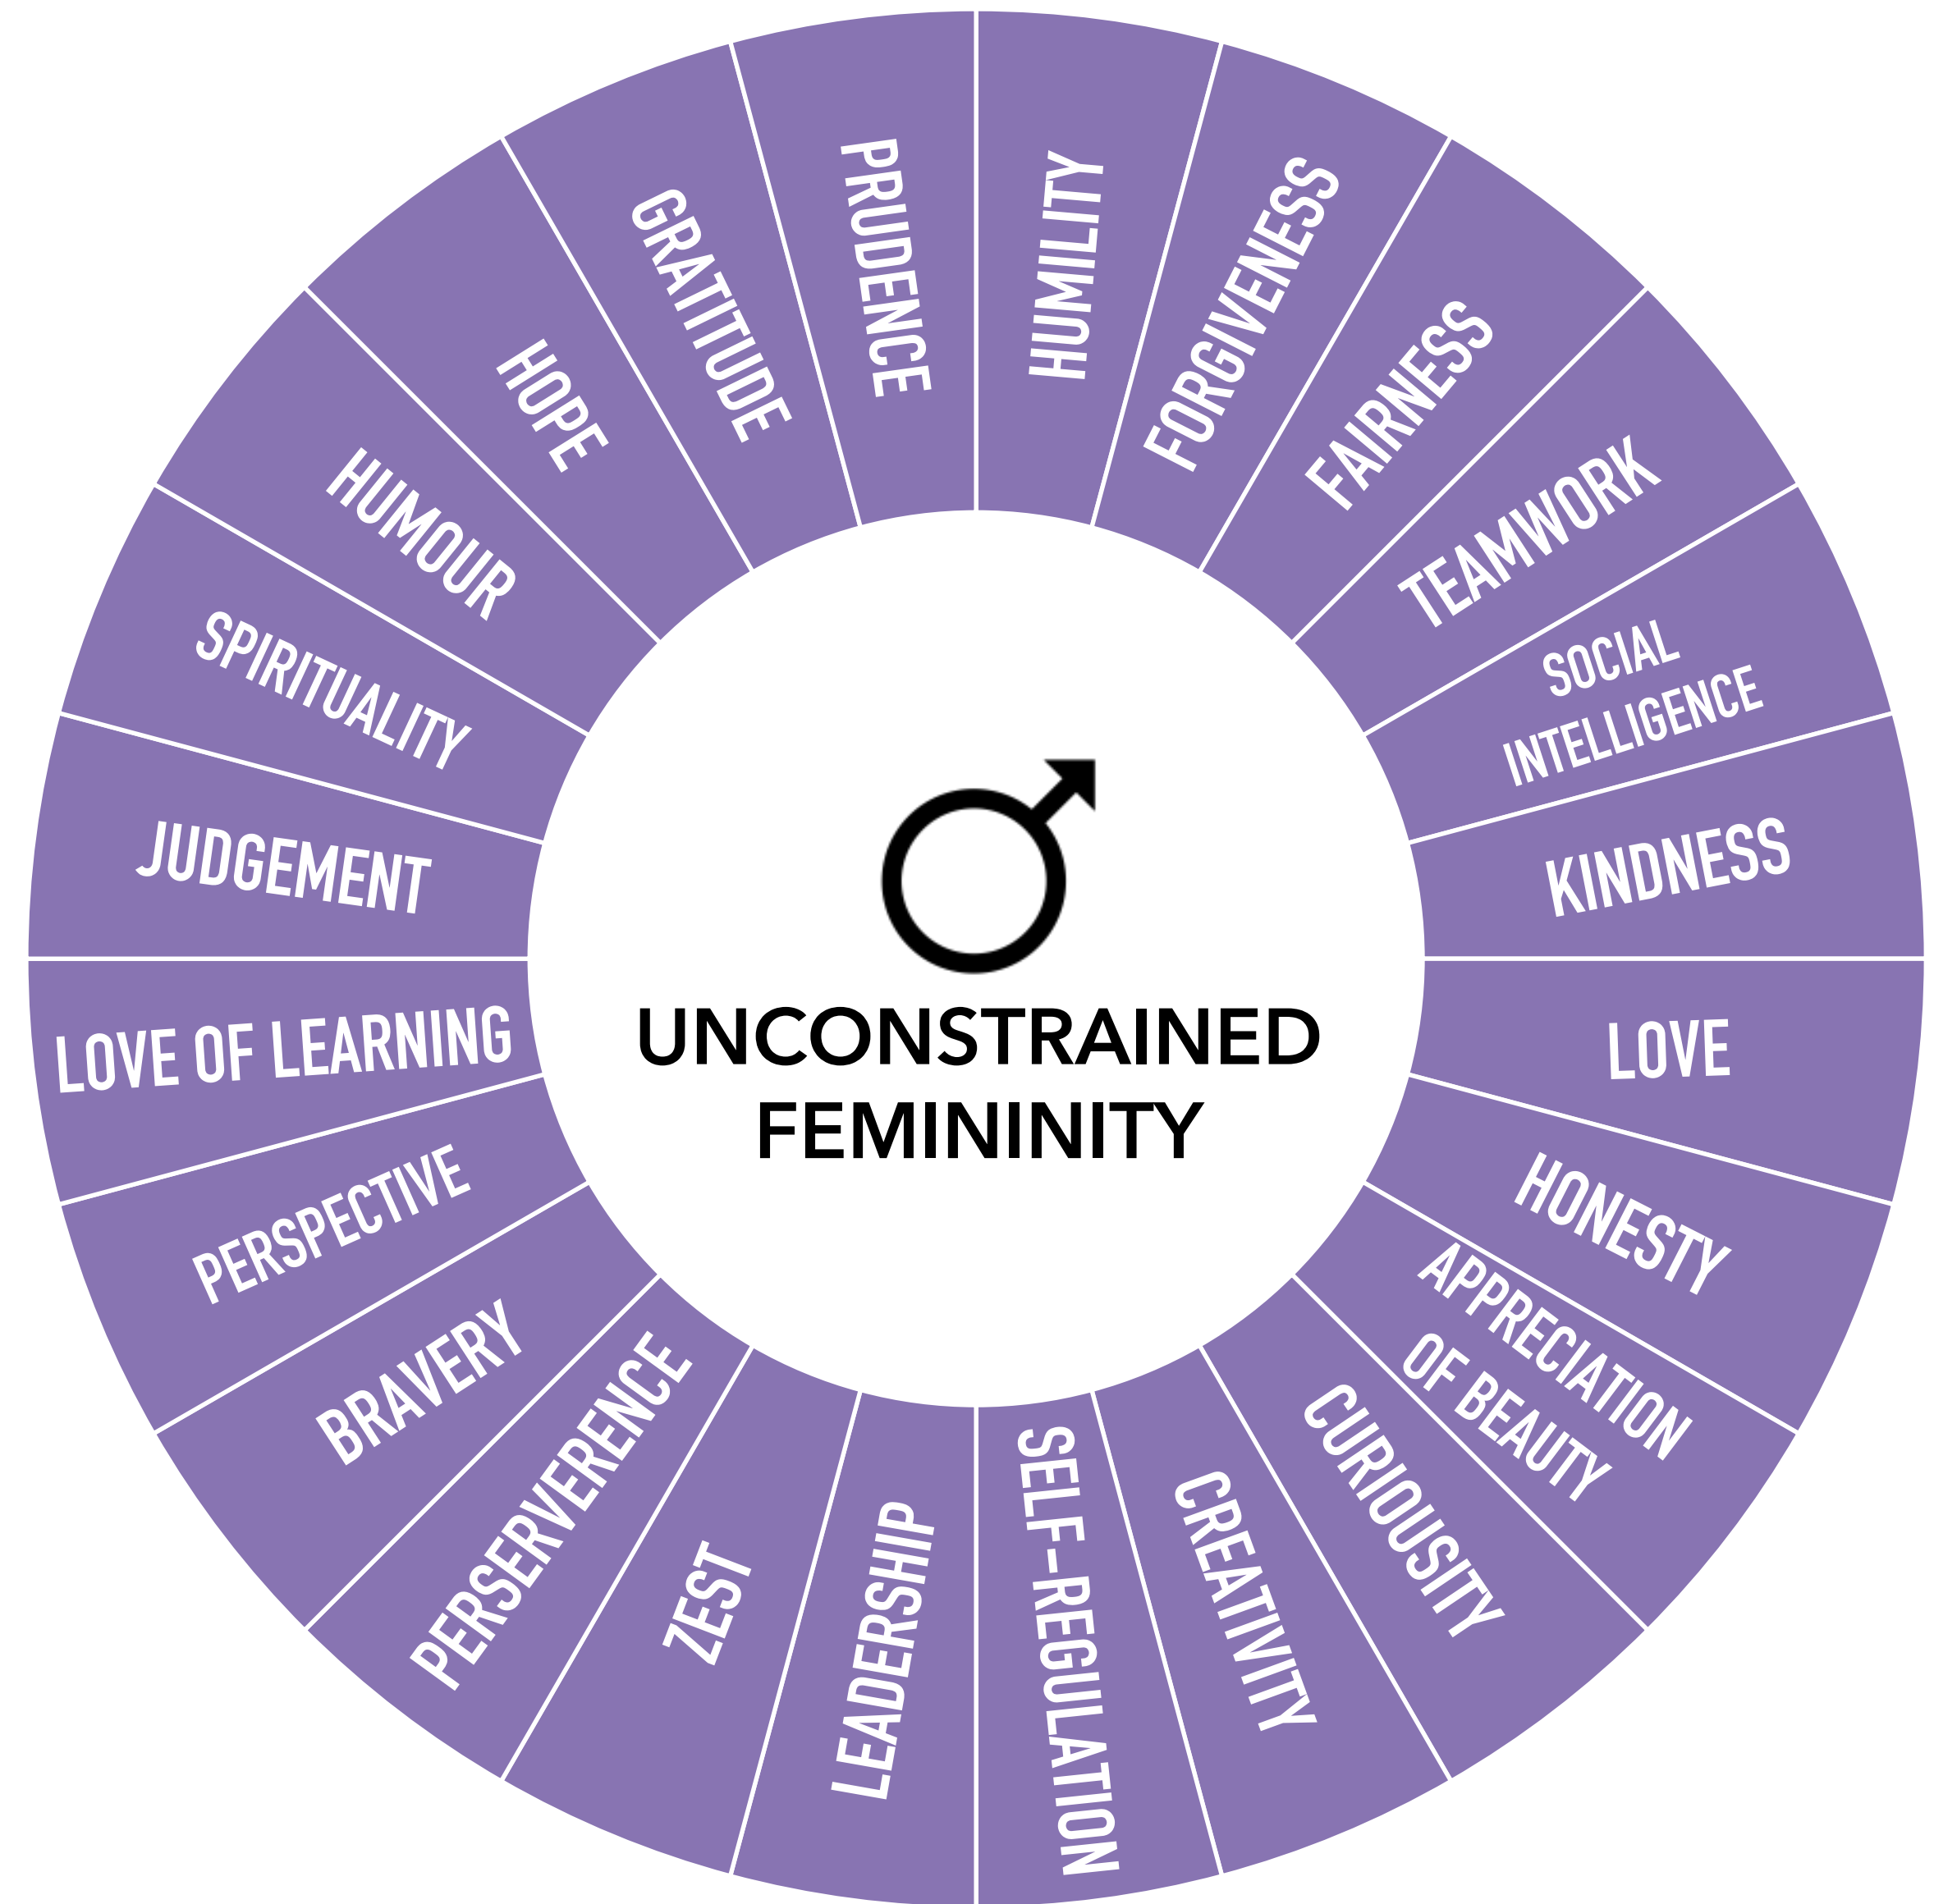 HUMILITY
FORGIVENESS
FAIRNESS
TEAMWORK
SOCIAL
INTELLIGENCE
KINDNESS
LOVE
HONESTY
APPRECIATION
OF BEAUTY
CURIOUSITY
CREATIVITY
SELF-REGULATION
LEADERSHIP
ZEST
PERSERVERENCE
BRAVERY
PERSPECTIVE
LOVE OF LEARNING
JUDGEMENT
SPIRITUALITY
HUMOUR
HOPE
GRATITUDE
PRUDENCE
UNCONSTRAINED
FEMININITY